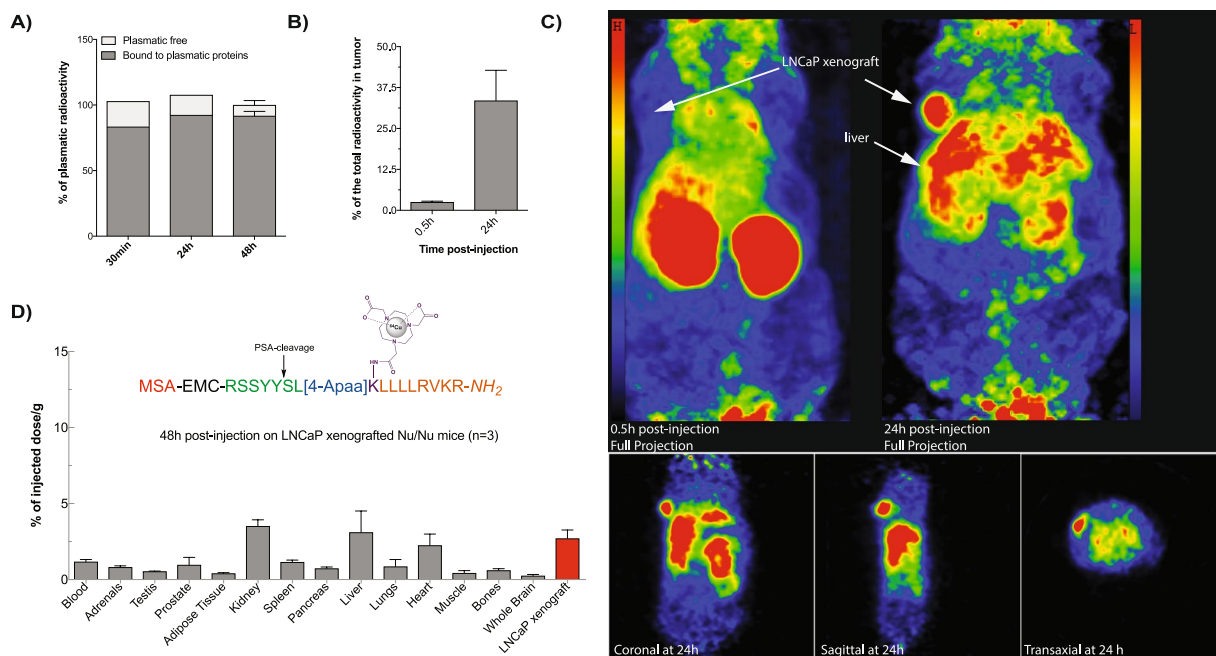 A)
Plasmatic free
Bound to plasmatic proteins
% of plasmatic radioactivity
150
100
50
0
30min
24h
48h
B)
% of the total radioactivity in tumor
50.0
37.5
31.0
25.0
12.5
0.0
0.5h
24h
Time post-injection
C)
H
L
LNCaP xenograft
liver
0.5h post-injection
Full Projection
24h post-injection
Full Projection
Coronal at 24h
Sagittal at 24h
Transaxial at 24 h
D)
% of injected dose/g
15
10
5
0
PSA-cleavage
O
O
O
O
N
N
N
64Cu
HN
O
MSA-EMC-RSSYYSL[4-Apaa]KLLLLRVKR-NH2
48h post-injection on LNCaP xenografted Nu/Nu mice (n=3)
Blood
Adrenals
Testis
Prostate
Adipose Tissue
Kidney
Spleen
Pancreas
Liver
Lungs
Heart
Muscle
Bones
Whole Brain
LNCaP xenograft